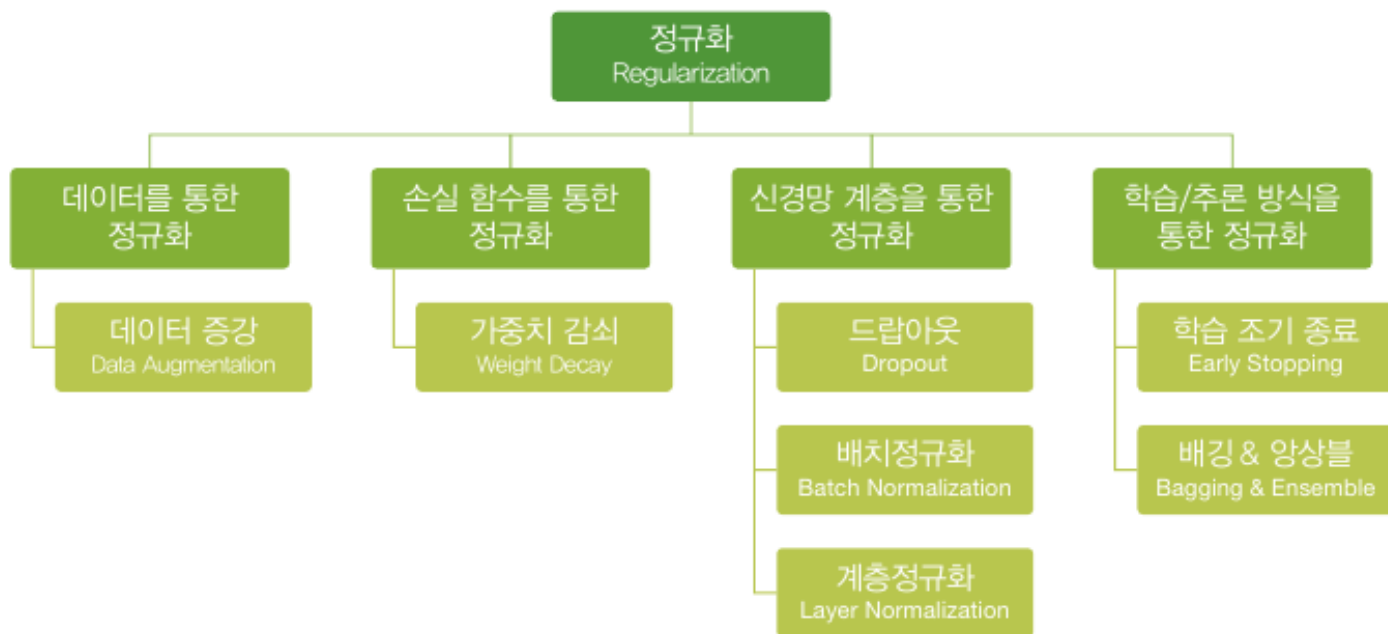 정규화
Regularization
데이터를 통한
정규화
손실 함수를 통한
정규화
신경망 계층을 통한
정규화
학습/추론 방식을
통한 정규화
데이터 증강
Data Augmentation
가중치 감쇠
Weight Decay
드랍아웃
Dropout
학습 조기 종료
Early Stopping
배치정규화
Batch Normalization
배깅 & 앙상블
Bagging & Ensemble
계층정규화
Layer Normalization